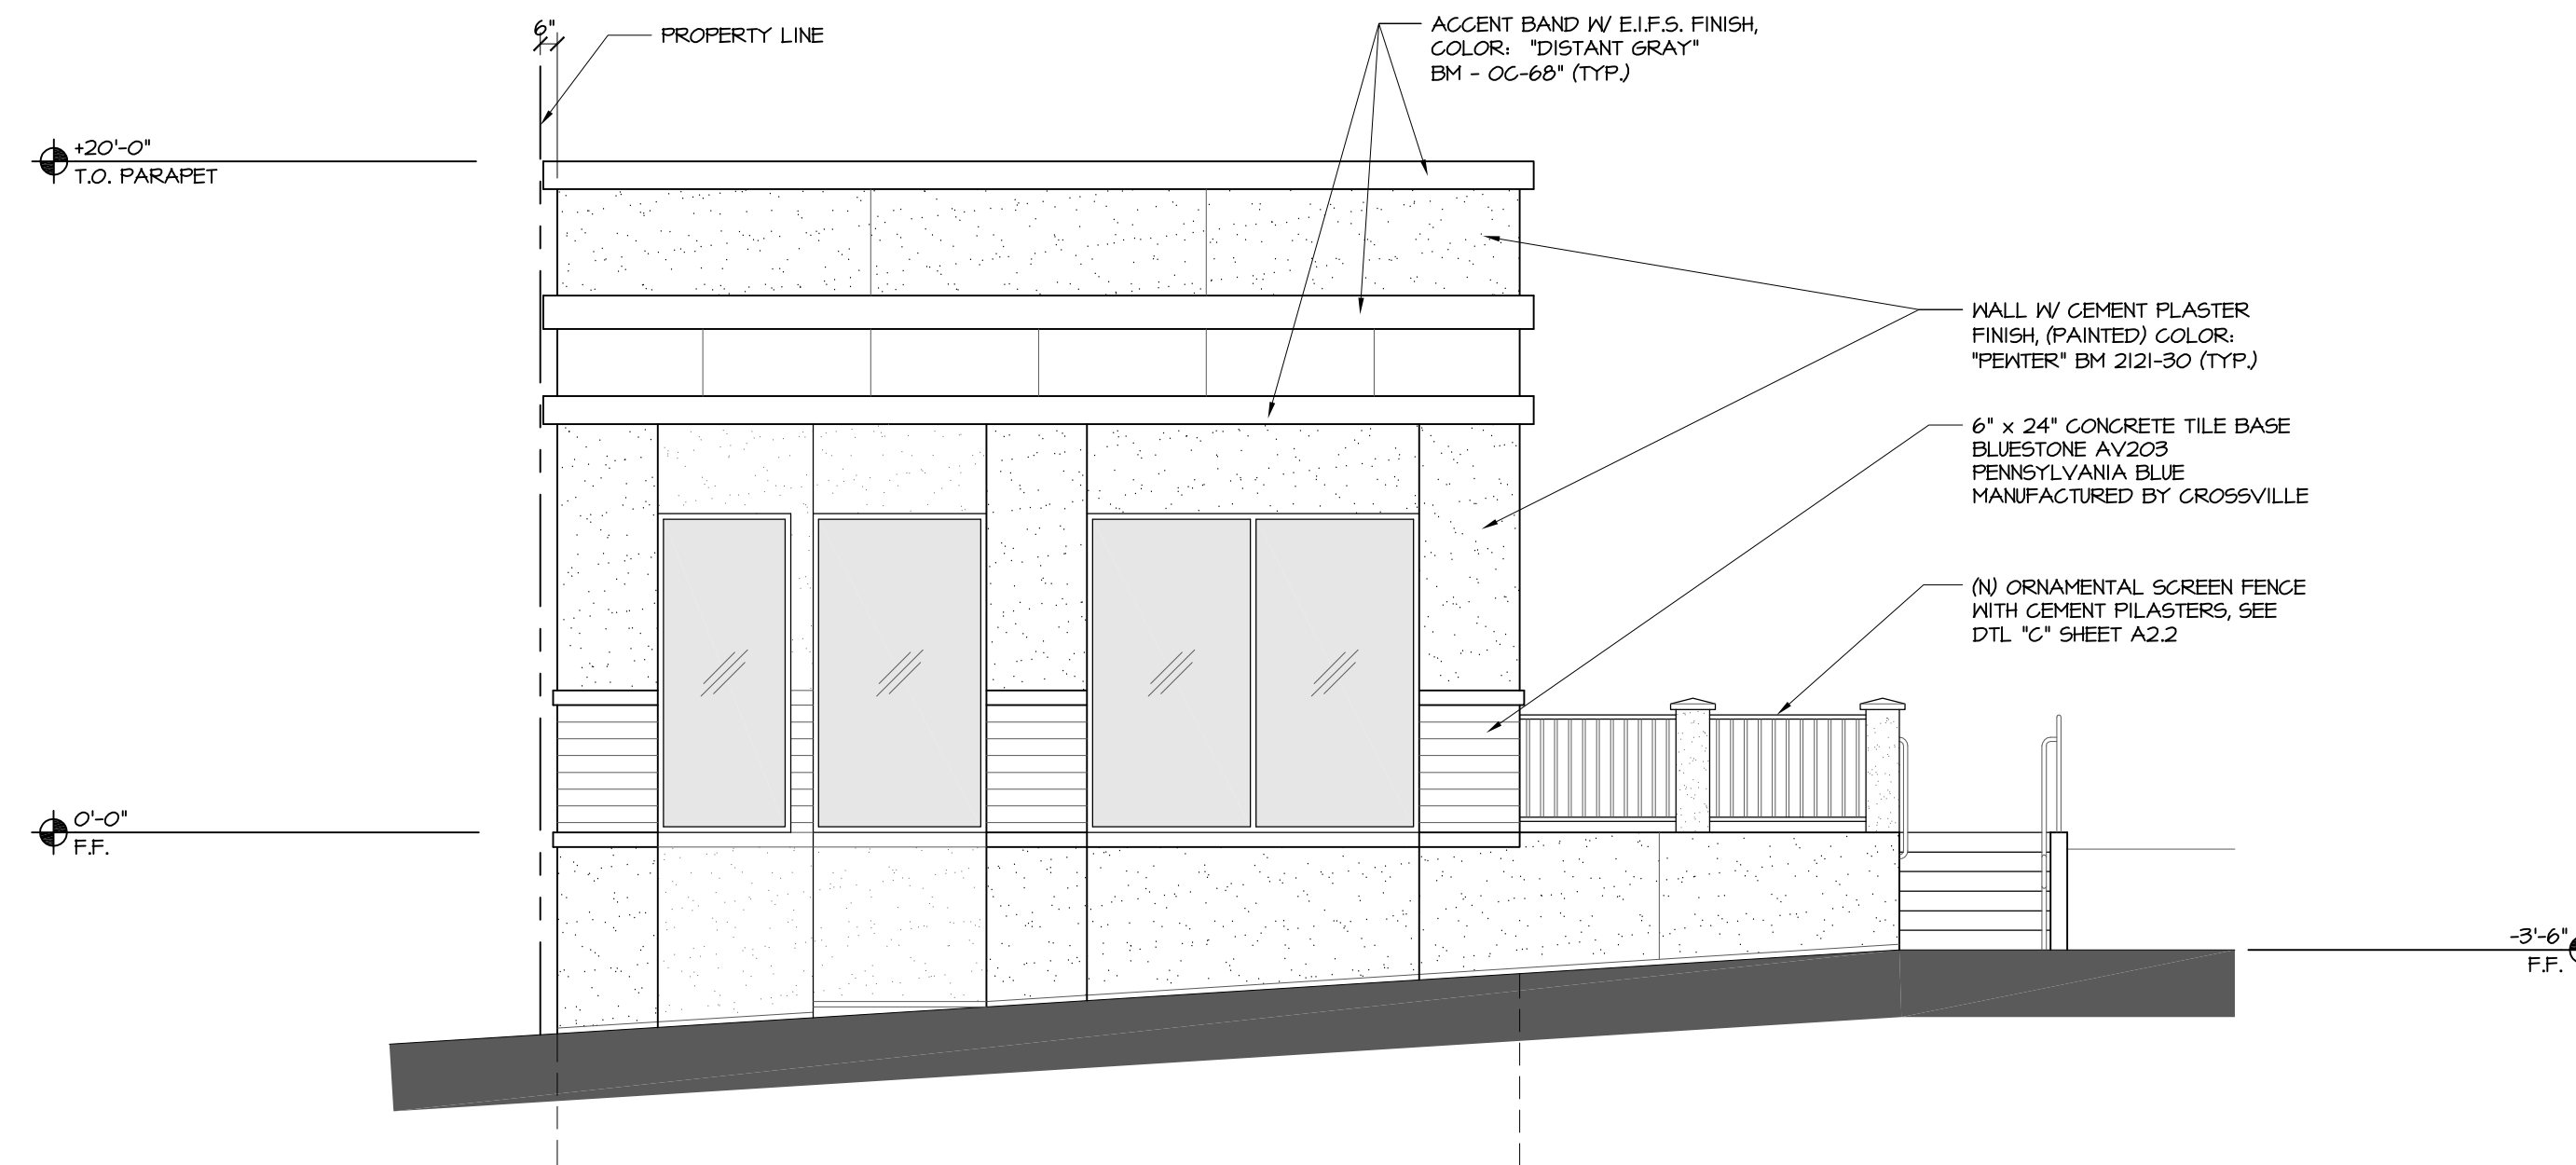 6"
PROPERTY LINE
ACCENT BAND W/ E.I.F.S. FINISH,
COLOR: "DISTANT GRAY"
BM - OC-68" (TYP.)
+20'-0"
T.O. PARAPET
WALL W/ CEMENT PLASTER
FINISH, (PAINTED) COLOR:
"PEWTER" BM 2121-30 (TYP.)
6" x 24" CONCRETE TILE BASE
BLUESTONE AV203
PENNSYLVANIA BLUE
MANUFACTURED BY CROSSVILLE
(N) ORNAMENTAL SCREEN FENCE
WITH CEMENT PILASTERS, SEE
DTL "C" SHEET A2.2
0'-0"
F.F.
-3'-6"
F.F.